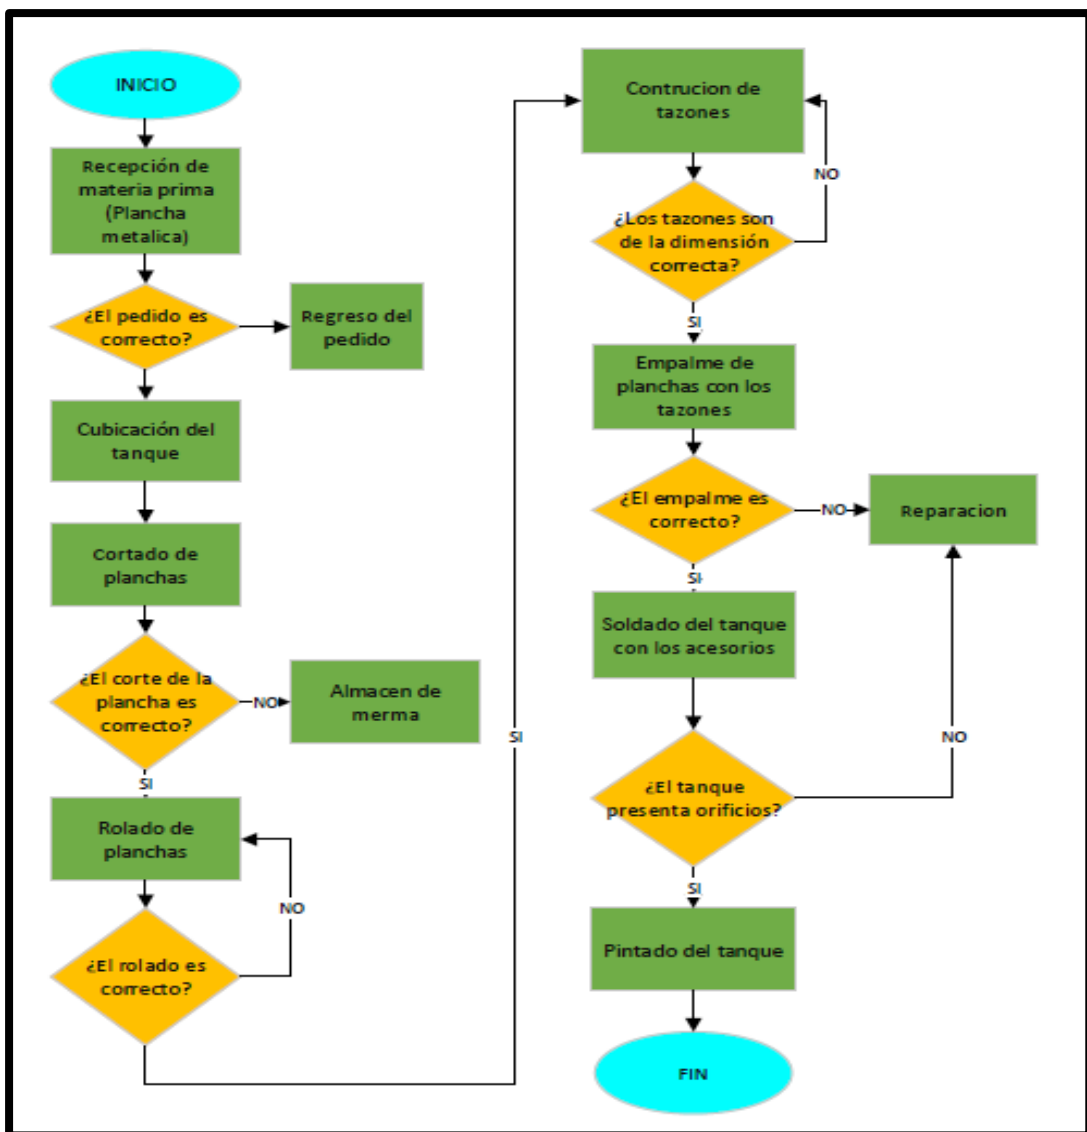 INICIO
Recepción de
materia prima
(Plancha
metalica)
¿El pedido es
correcto?
Regreso del
pedido
Cubicación del
tanque
Cortado de
planchas
¿El corte de la
plancha es
correcto?
NO
Almacen de
merma
SI
Rolado de
planchas
NO
¿El rolado es
correcto?
SI
Contrucion de
tazones
NO
¿Los tazones son
de la dimensión
correcta?
SI
Empalme de
planchas con los
tazones
¿El empalme es
correcto?
NO
Reparacion
SI
Soldado del tanque
con los acesorios
NO
¿El tanque
presenta orificios?
SI
Pintado del tanque
FIN